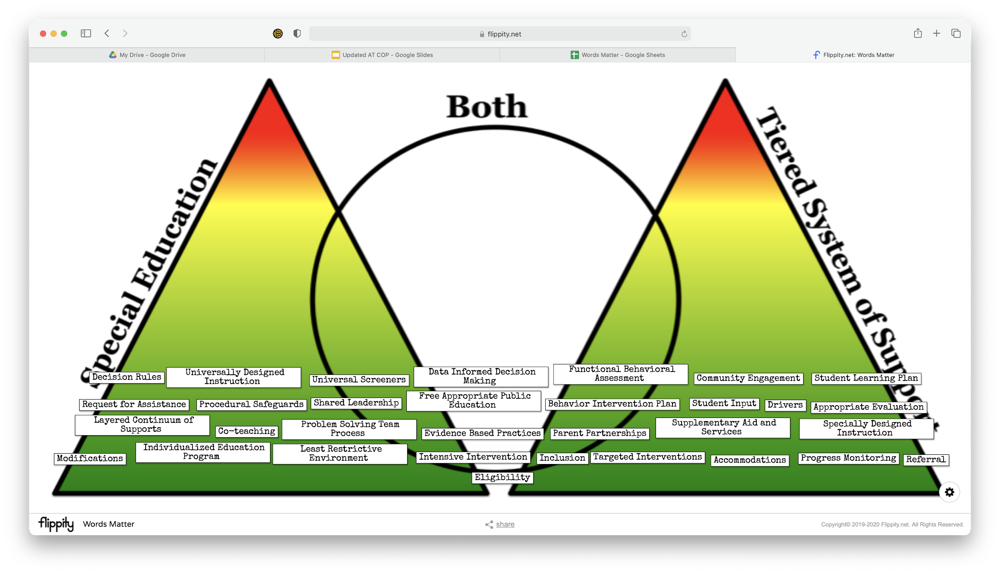 flippity.net
My Drive - Google Drive
Updated AT COP - Google Slides
Words Matter - Google Sheets
Flippity.net: Words Matter
Both
Special Education
Tiered System of Support
Decision Rules
Universally Designed
Instruction
Universal Screeners
Data Informed Decision
Making
Functional Behavioral
Assessment
Community Engagement
Student Learning Plan
Request for Assistance
Procedural Safeguards
Shared Leadership
Free Appropriate Public
Education
Behavior Intervention Plan
Student Input
Drivers
Appropriate Evaluation
Layered Continuum of
Supports
Co-teaching
Problem Solving Team
Process
Evidence Based Practices
Parent Partnerships
Supplementary Aid and
Services
Specially Designed
Instruction
Modifications
Individualized Education
Program
Least Restrictive
Environment
Intensive Intervention
Inclusion
Targeted Interventions
Accommodations
Progress Monitoring
Referral
Eligibility
flippity
Words Matter
share
Copyright© 2019-2020 Flippity.net. All Rights Reserved.